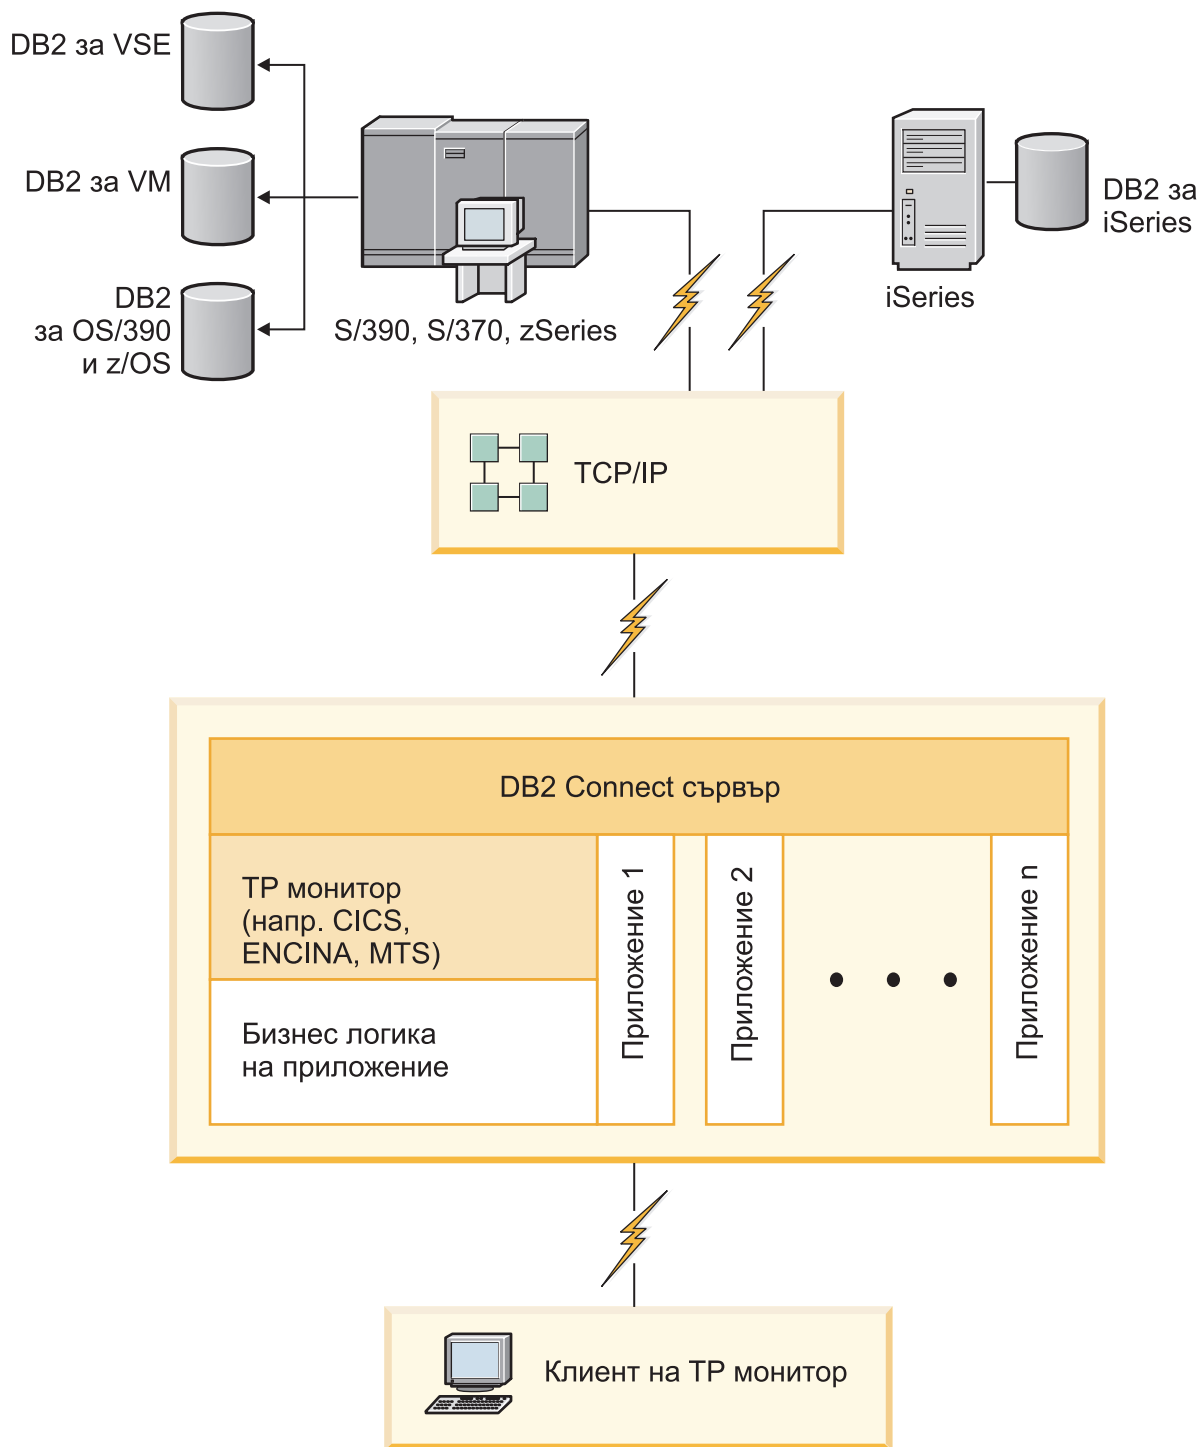 DB2 за VSE
DB2 за VM
DB2
за OS/390
и z/OS
S/390, S/370, zSeries
iSeries
DB2 за
iSeries
TCP/IP
DB2 Connect сървър
TP монитор
(напр. CICS,
ENCINA, MTS)
Бизнес логика
на приложение
Приложение 1
Приложение 2
Приложение n
Клиент на TP монитор